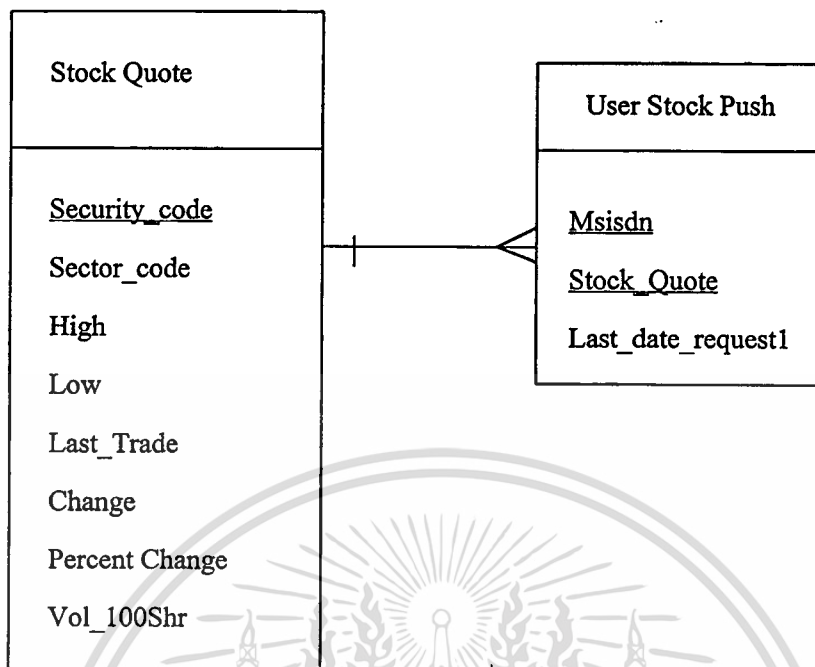 Stock Quote
Security_code
Sector_code
High
Low
Last_Trade
Change
Percent Change
Vol_100Shr
User Stock Push
Msisdn
Stock_Quote
Last_date_request1